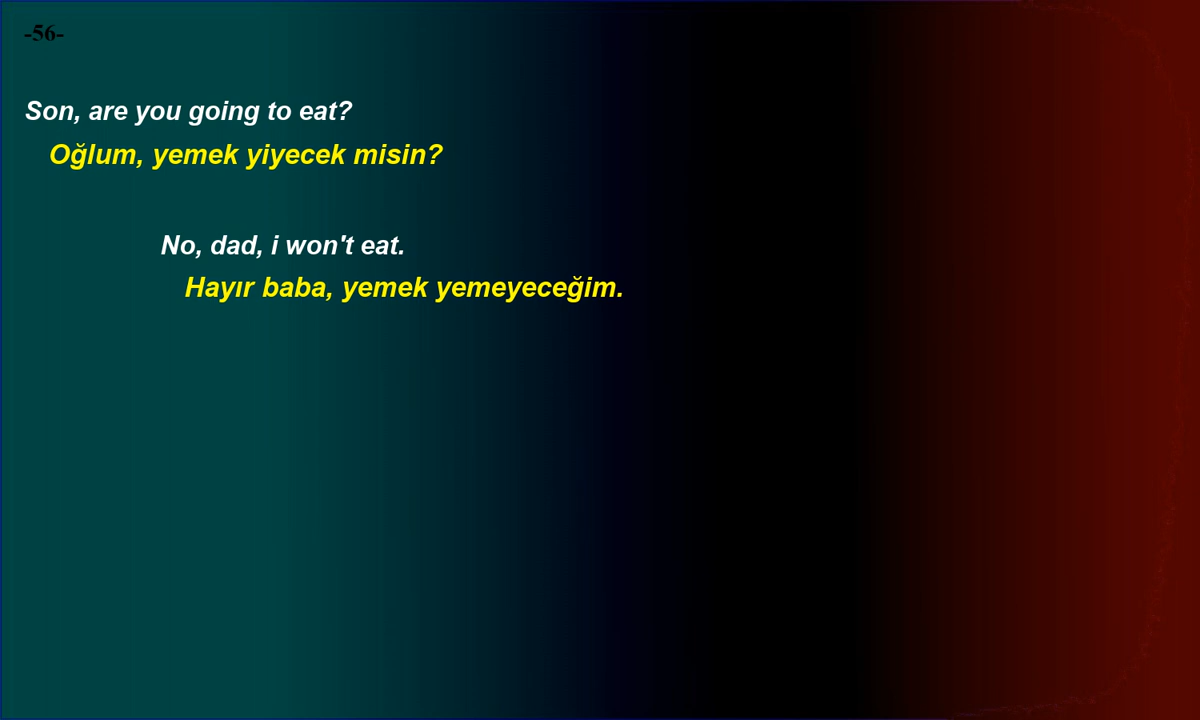 -56-
Son, are you going to eat?
Oğlum, yemek yiyecek misin?
No, dad, i won't eat.
Hayır baba, yemek yemeyeceğim.